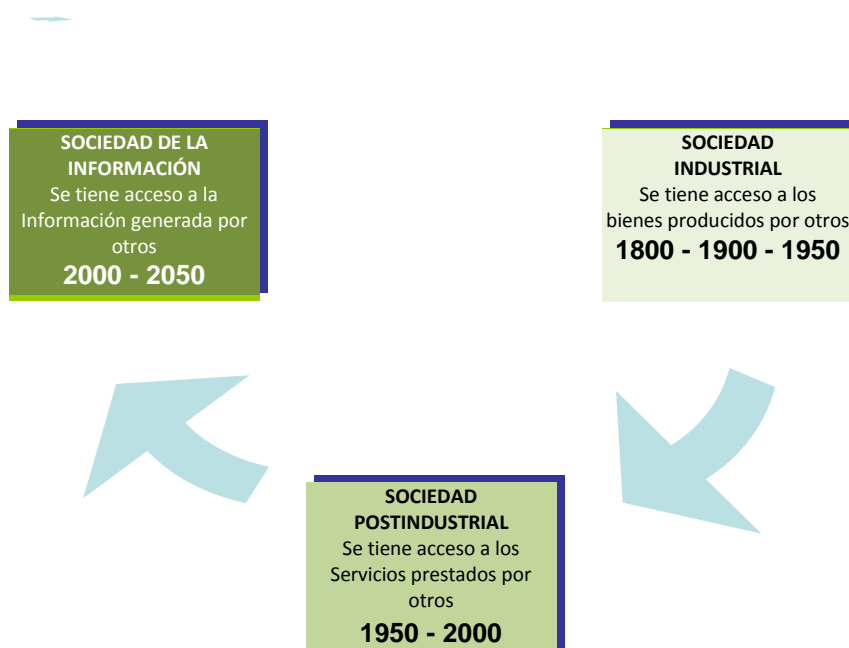 SOCIEDAD DE LA
INFORMACIÓN
Se tiene acceso a la
Información generada por
otros
2000 - 2050
SOCIEDAD
INDUSTRIAL
Se tiene acceso a los
bienes producidos por otros
1800 - 1900 - 1950
SOCIEDAD
POSTINDUSTRIAL
Se tiene acceso a los
Servicios prestados por
otros
1950 - 2000